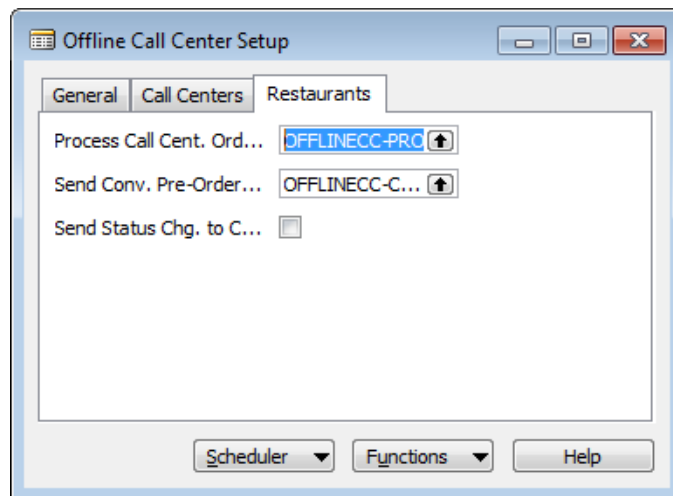 Offline Call Center Setup
General Call Centers Restaurants
Process Call Cent. Ord... OFFLINECC-PRO
Send Conv. Pre-Order... OFFLINECC-C...
Send Status Chg. to C...
Scheduler Functions Help